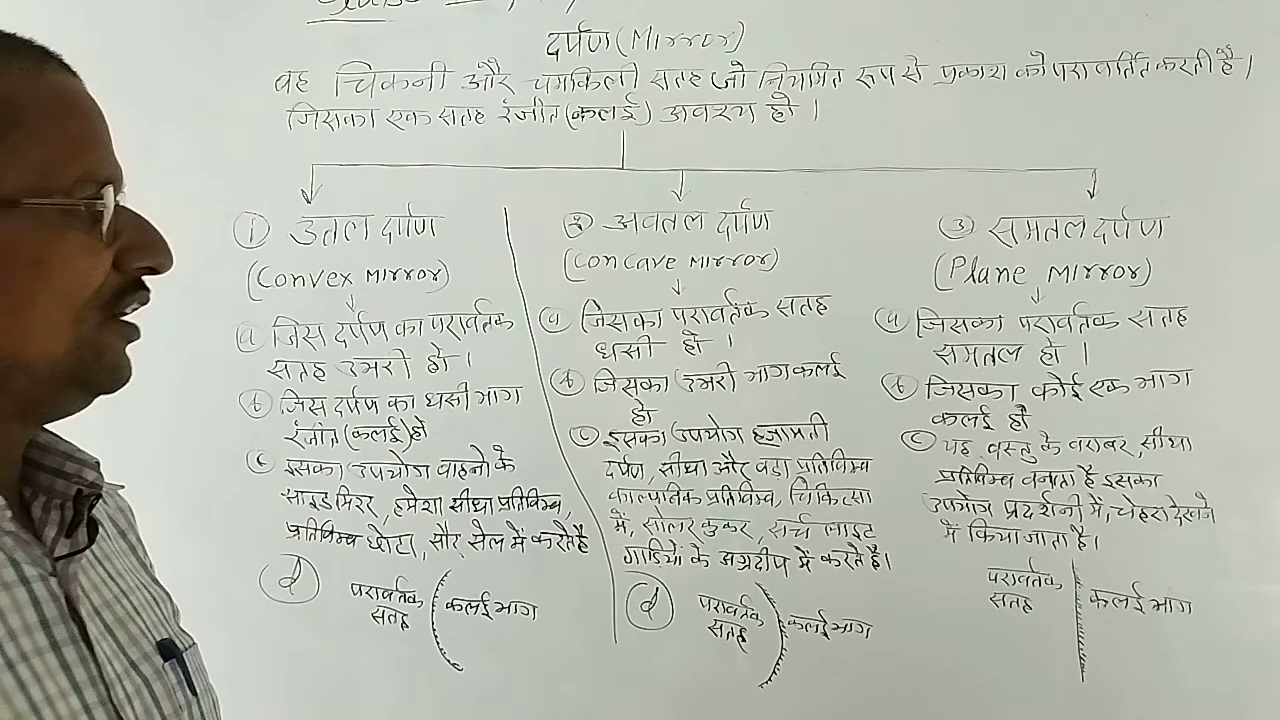 दर्पण (Mirror)
वह चिकनी और चमकिली सतह जो नियमित रूप से प्रकाश को परावर्तित करती है।
जिसका एक सतह रंजीत (कलई) अवश्य हो।
① उतल दर्पण
(Convex Mirror)
ⓐ जिस दर्पण का परावर्तक
सतह उभरी हो।
ⓑ जिस दर्पण का धसी भाग
रंजीत (कलई) हो
ⓒ इसका उपयोग वाहनो के
साइड मिरर, हमेशा सीधा प्रतिबिम्ब,
प्रतिबिम्ब छोटा, सौर सेल में करते है
ⓓ
परावर्तक
सतह
कलई भाग
② अवतल दर्पण
(Concave Mirror)
ⓐ जिसका परावर्तक सतह
धसी हो।
ⓑ जिसका उभरी भाग कलई
हो
ⓒ इसका उपयोग हजामती
दर्पण, सीधा और बड़ा प्रतिबिम्ब
काल्पनिक प्रतिबिम्ब, चिकित्सा
में, सोलर कुकर, सर्च लाइट
गाडियों के अग्रदीप में करते है।
ⓓ
परावर्तक
सतह
कलई भाग
③ समतल दर्पण
(Plane Mirror)
ⓐ जिसका परावर्तक सतह
समतल हो।
ⓑ जिसका कोई एक भाग
कलई हो
ⓒ यह वस्तु के बराबर, सीधा
प्रतिबिम्ब बनाता है इसका
उपयोग प्रदर्शनी में, चेहरा देखने
में किया जाता है।
परावर्तक
सतह
कलई भाग